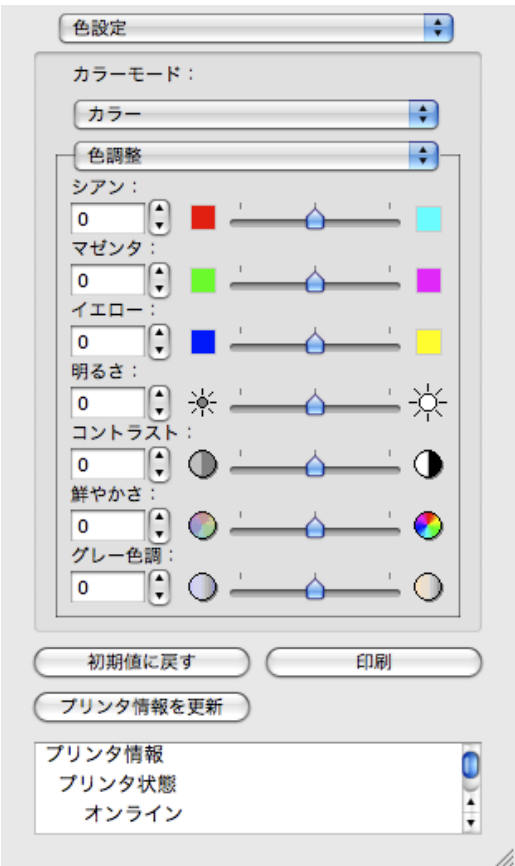 色設定
カラーモード：
カラー
色調整
シアン：
0
マゼンタ：
0
イエロー：
0
明るさ：
0
コントラスト：
0
鮮やかさ：
0
グレー色調：
0
初期値に戻す 印刷
プリンタ情報を更新
プリンタ情報
プリンタ状態
オンライン